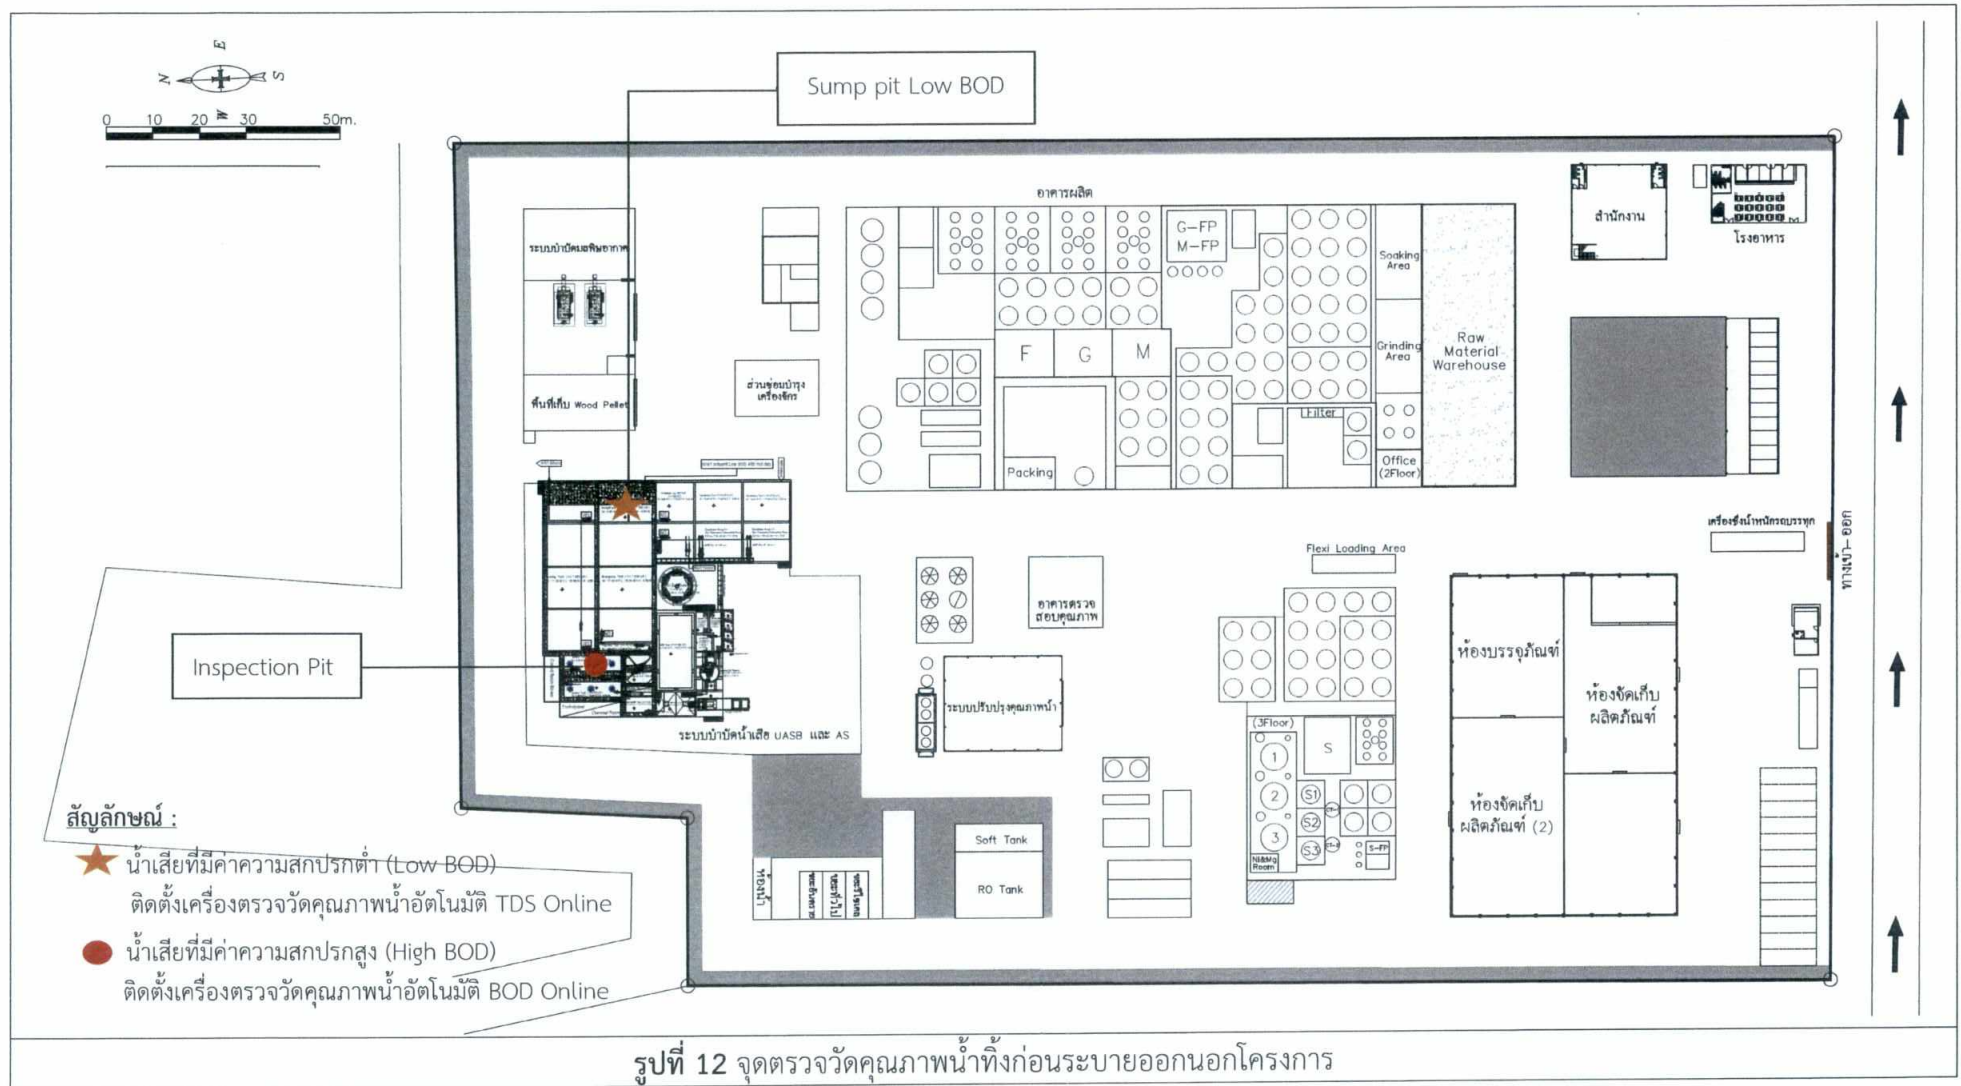 E
N
S
W
0 10 20 30 50m.
Sump pit Low BOD
อาคารผลิต
ระบบบำบัดมลพิษอากาศ
G-FP
M-FP
Soaking
Area
สำนักงาน
โรงอาหาร
F
G
M
Grinding
Area
Raw
Material
Warehouse
ส่วนซ่อมบำรุง
เครื่องจักร
พื้นที่เก็บ Wood Pellet
Filter
Packing
Office
(2Floor)
เครื่องชั่งน้ำหนักรถบรรทุก
ทางเข้า-ออก
Flexi Loading Area
อาคารตรวจ
สอบคุณภาพ
Inspection Pit
ห้องบรรจุภัณฑ์
ห้องจัดเก็บ
ผลิตภัณฑ์
ระบบปรับปรุงคุณภาพน้ำ
ระบบบำบัดน้ำเสีย UASB และ AS
(3Floor)
S
1
2
3
S1
S2
S3
S-FP
Ni&Mg
Room
ห้องจัดเก็บ
ผลิตภัณฑ์ (2)
Soft Tank
RO Tank
ห้องน้ำ
สัญลักษณ์ :
น้ำเสียที่มีค่าความสกปรกต่ำ (Low BOD)
ติดตั้งเครื่องตรวจวัดคุณภาพน้ำอัตโนมัติ TDS Online
น้ำเสียที่มีค่าความสกปรกสูง (High BOD)
ติดตั้งเครื่องตรวจวัดคุณภาพน้ำอัตโนมัติ BOD Online
รูปที่ 12 จุดตรวจวัดคุณภาพน้ำทิ้งก่อนระบายออกนอกโครงการ